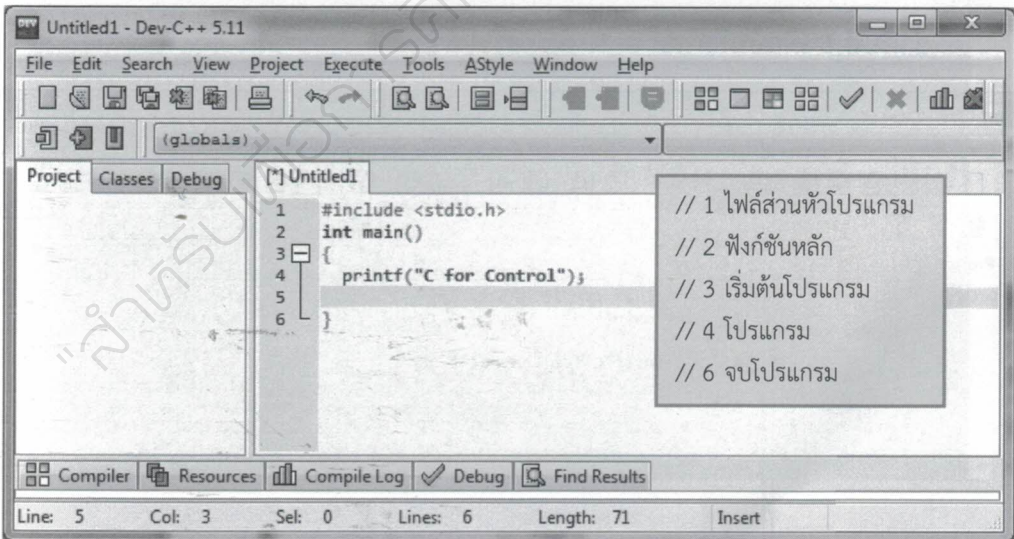 Untitled1 - Dev-C++ 5.11
File Edit Search View Project Execute Tools AStyle Window Help
(globals)
Project Classes Debug [*] Untitled1
1 #include <stdio.h>
2 int main()
3 {
4 printf("C for Control");
5
6 }
// 1 ไฟล์ส่วนหัวโปรแกรม
// 2 ฟังก์ชันหลัก
// 3 เริ่มต้นโปรแกรม
// 4 โปรแกรม
// 6 จบโปรแกรม
Compiler Resources Compile Log Debug Find Results
Line: 5 Col: 3 Sel: 0 Lines: 6 Length: 71 Insert